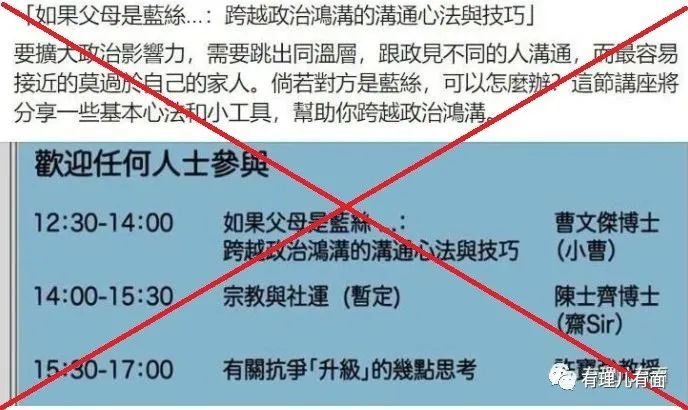 「如果父母是藍絲...：跨越政治鴻溝的溝通心法與技巧」
要擴大政治影響力，需要跳出同溫層，跟政見不同的人溝通，而最容易
接近的莫過於自己的家人。倘若對方是藍絲，可以怎麼辦？這節講座將
分享一些基本心法和小工具，幫助你跨越政治鴻溝。
歡迎任何人士參與
12:30-14:00 如果父母是藍絲...： 曹文傑博士
跨越政治鴻溝的溝通心法與技巧 (小曹)
14:00-15:30 宗教與社運 (暫定) 陳士齊博士
(齋Sir)
15:30-17:00 有關抗爭「升級」的幾點思考 許寶教授
有理儿有面